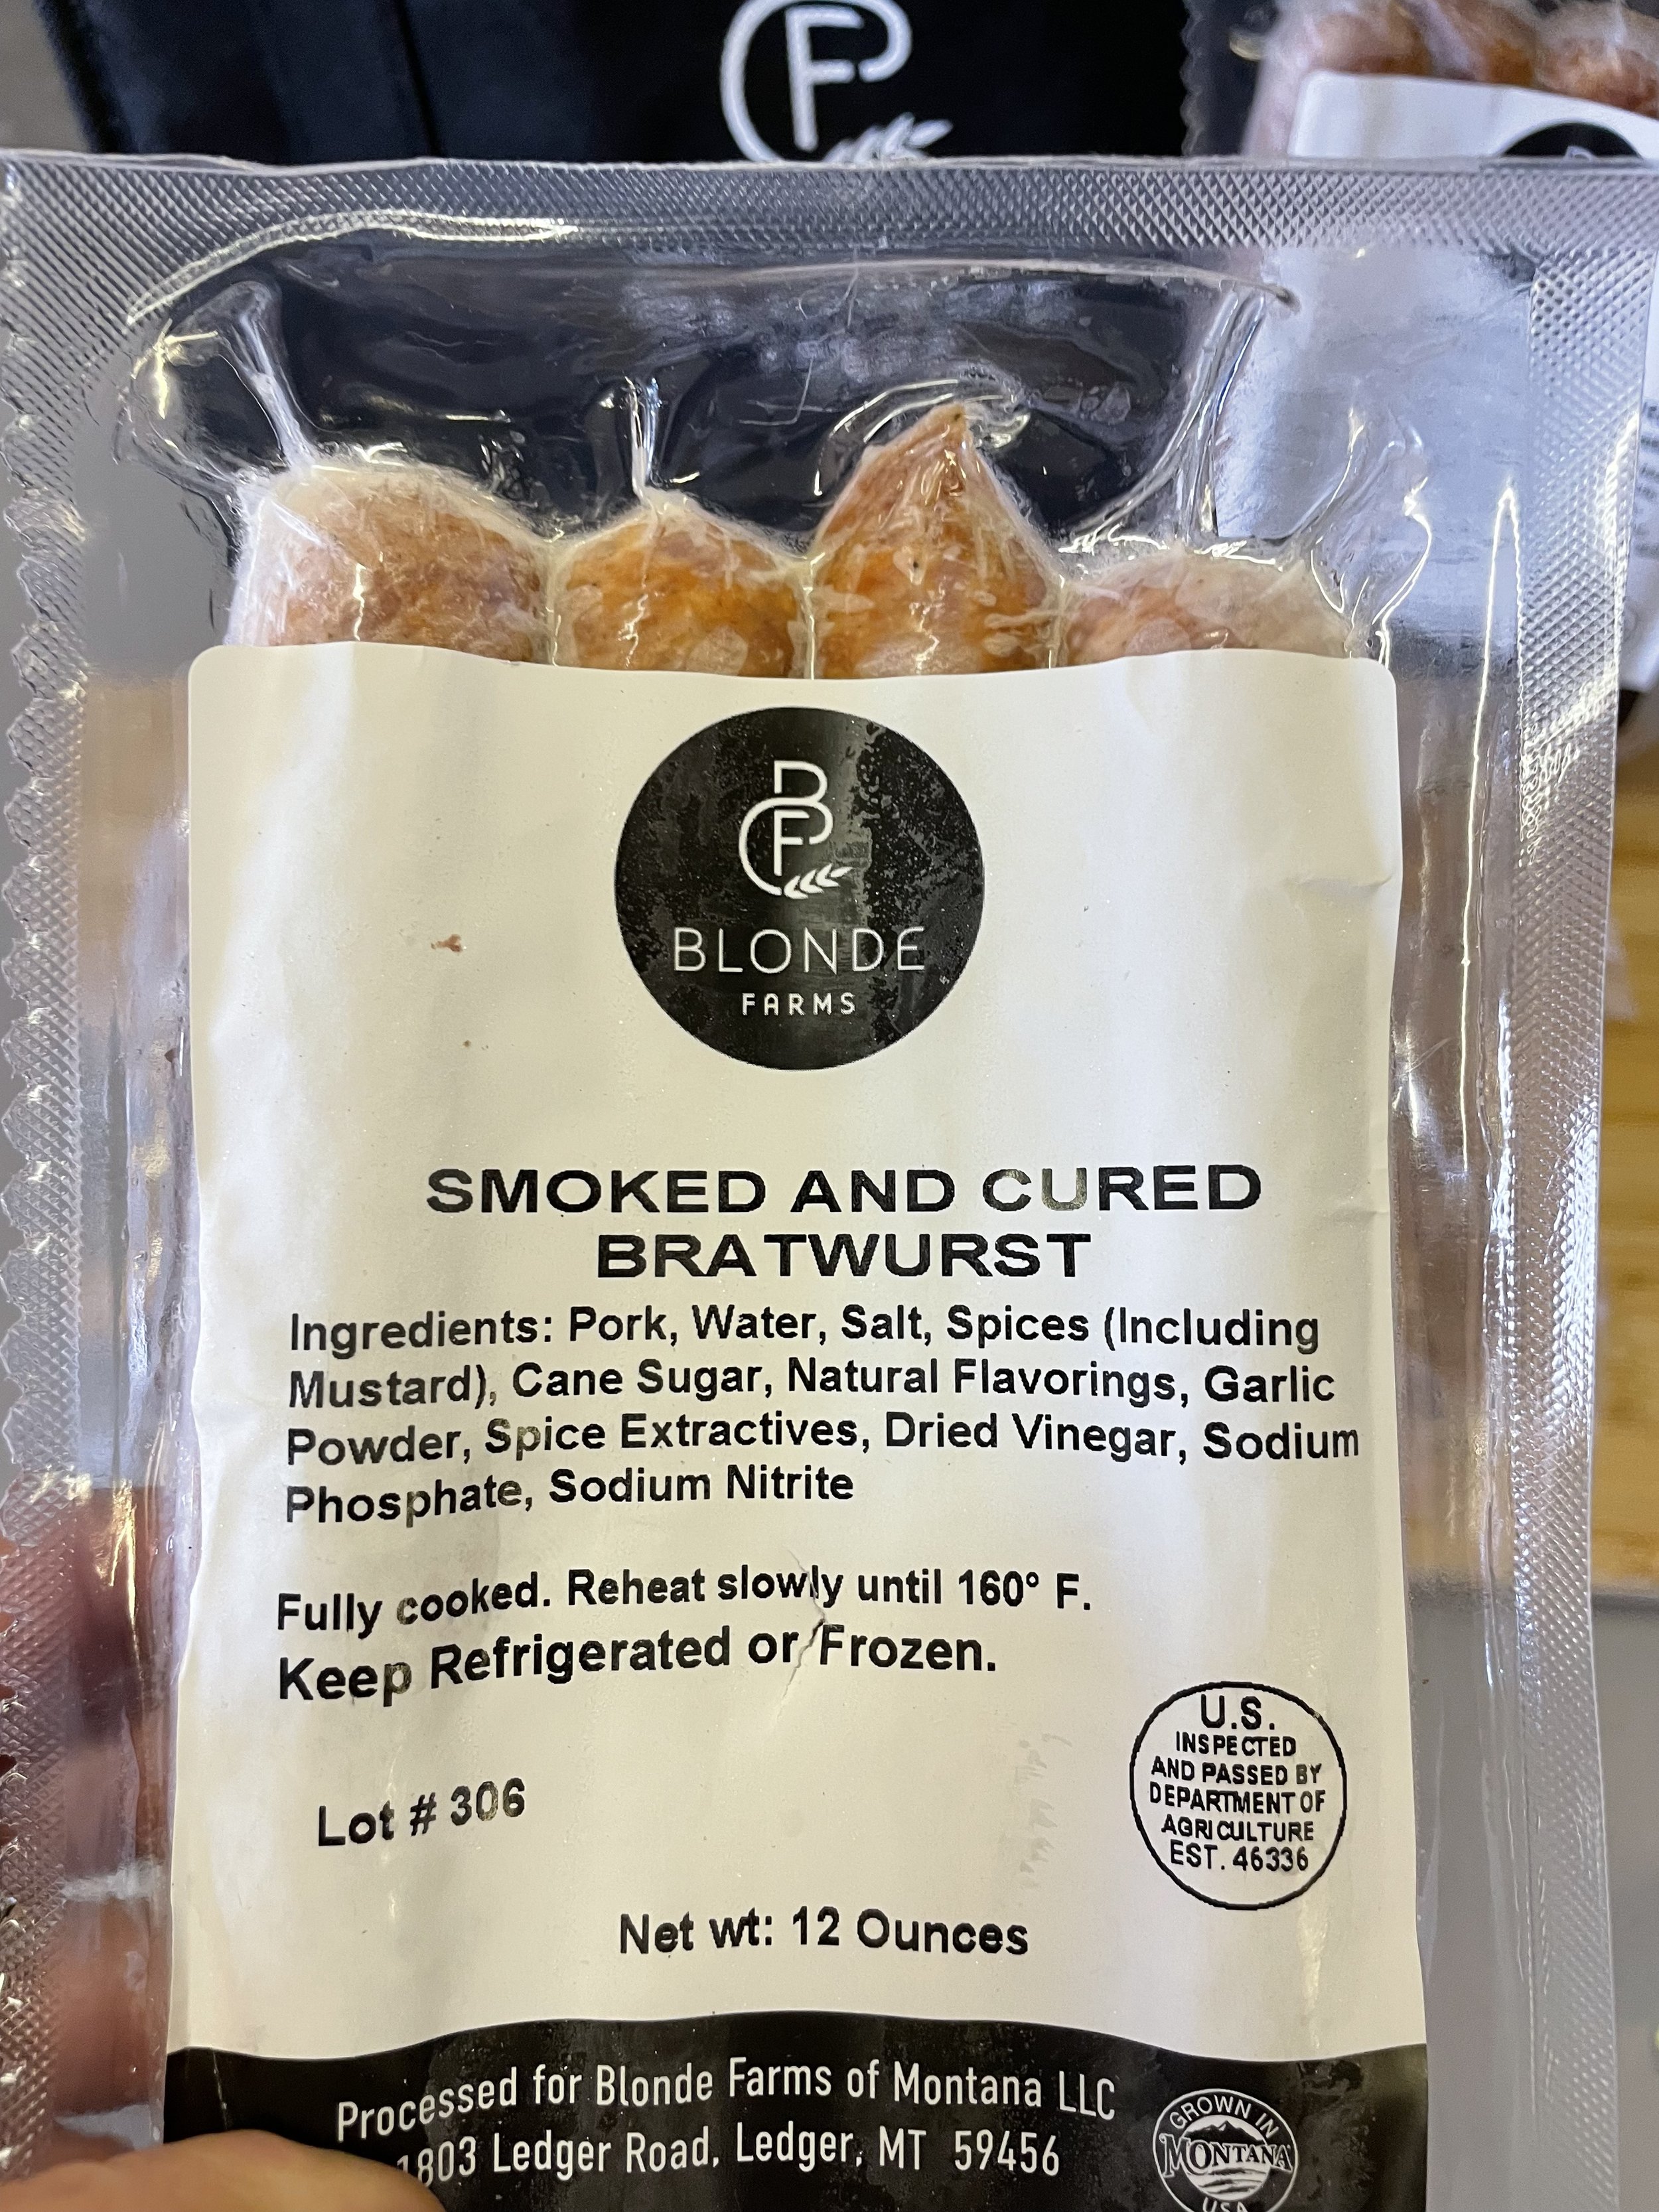 BF
BLONDE
FARMS
SMOKED AND CURED
BRATWURST
Ingredients: Pork, Water, Salt, Spices (Including
Mustard), Cane Sugar, Natural Flavorings, Garlic
Powder, Spice Extractives, Dried Vinegar, Sodium
Phosphate, Sodium Nitrite
Fully cooked. Reheat slowly until 160° F.
Keep Refrigerated or Frozen.
Lot # 306
U.S.
INSPECTED
AND PASSED BY
DEPARTMENT OF
AGRICULTURE
EST. 46336
Net wt: 12 Ounces
Processed for Blonde Farms of Montana LLC
1803 Ledger Road, Ledger, MT 59456
GROWN IN
MONTANA
USA